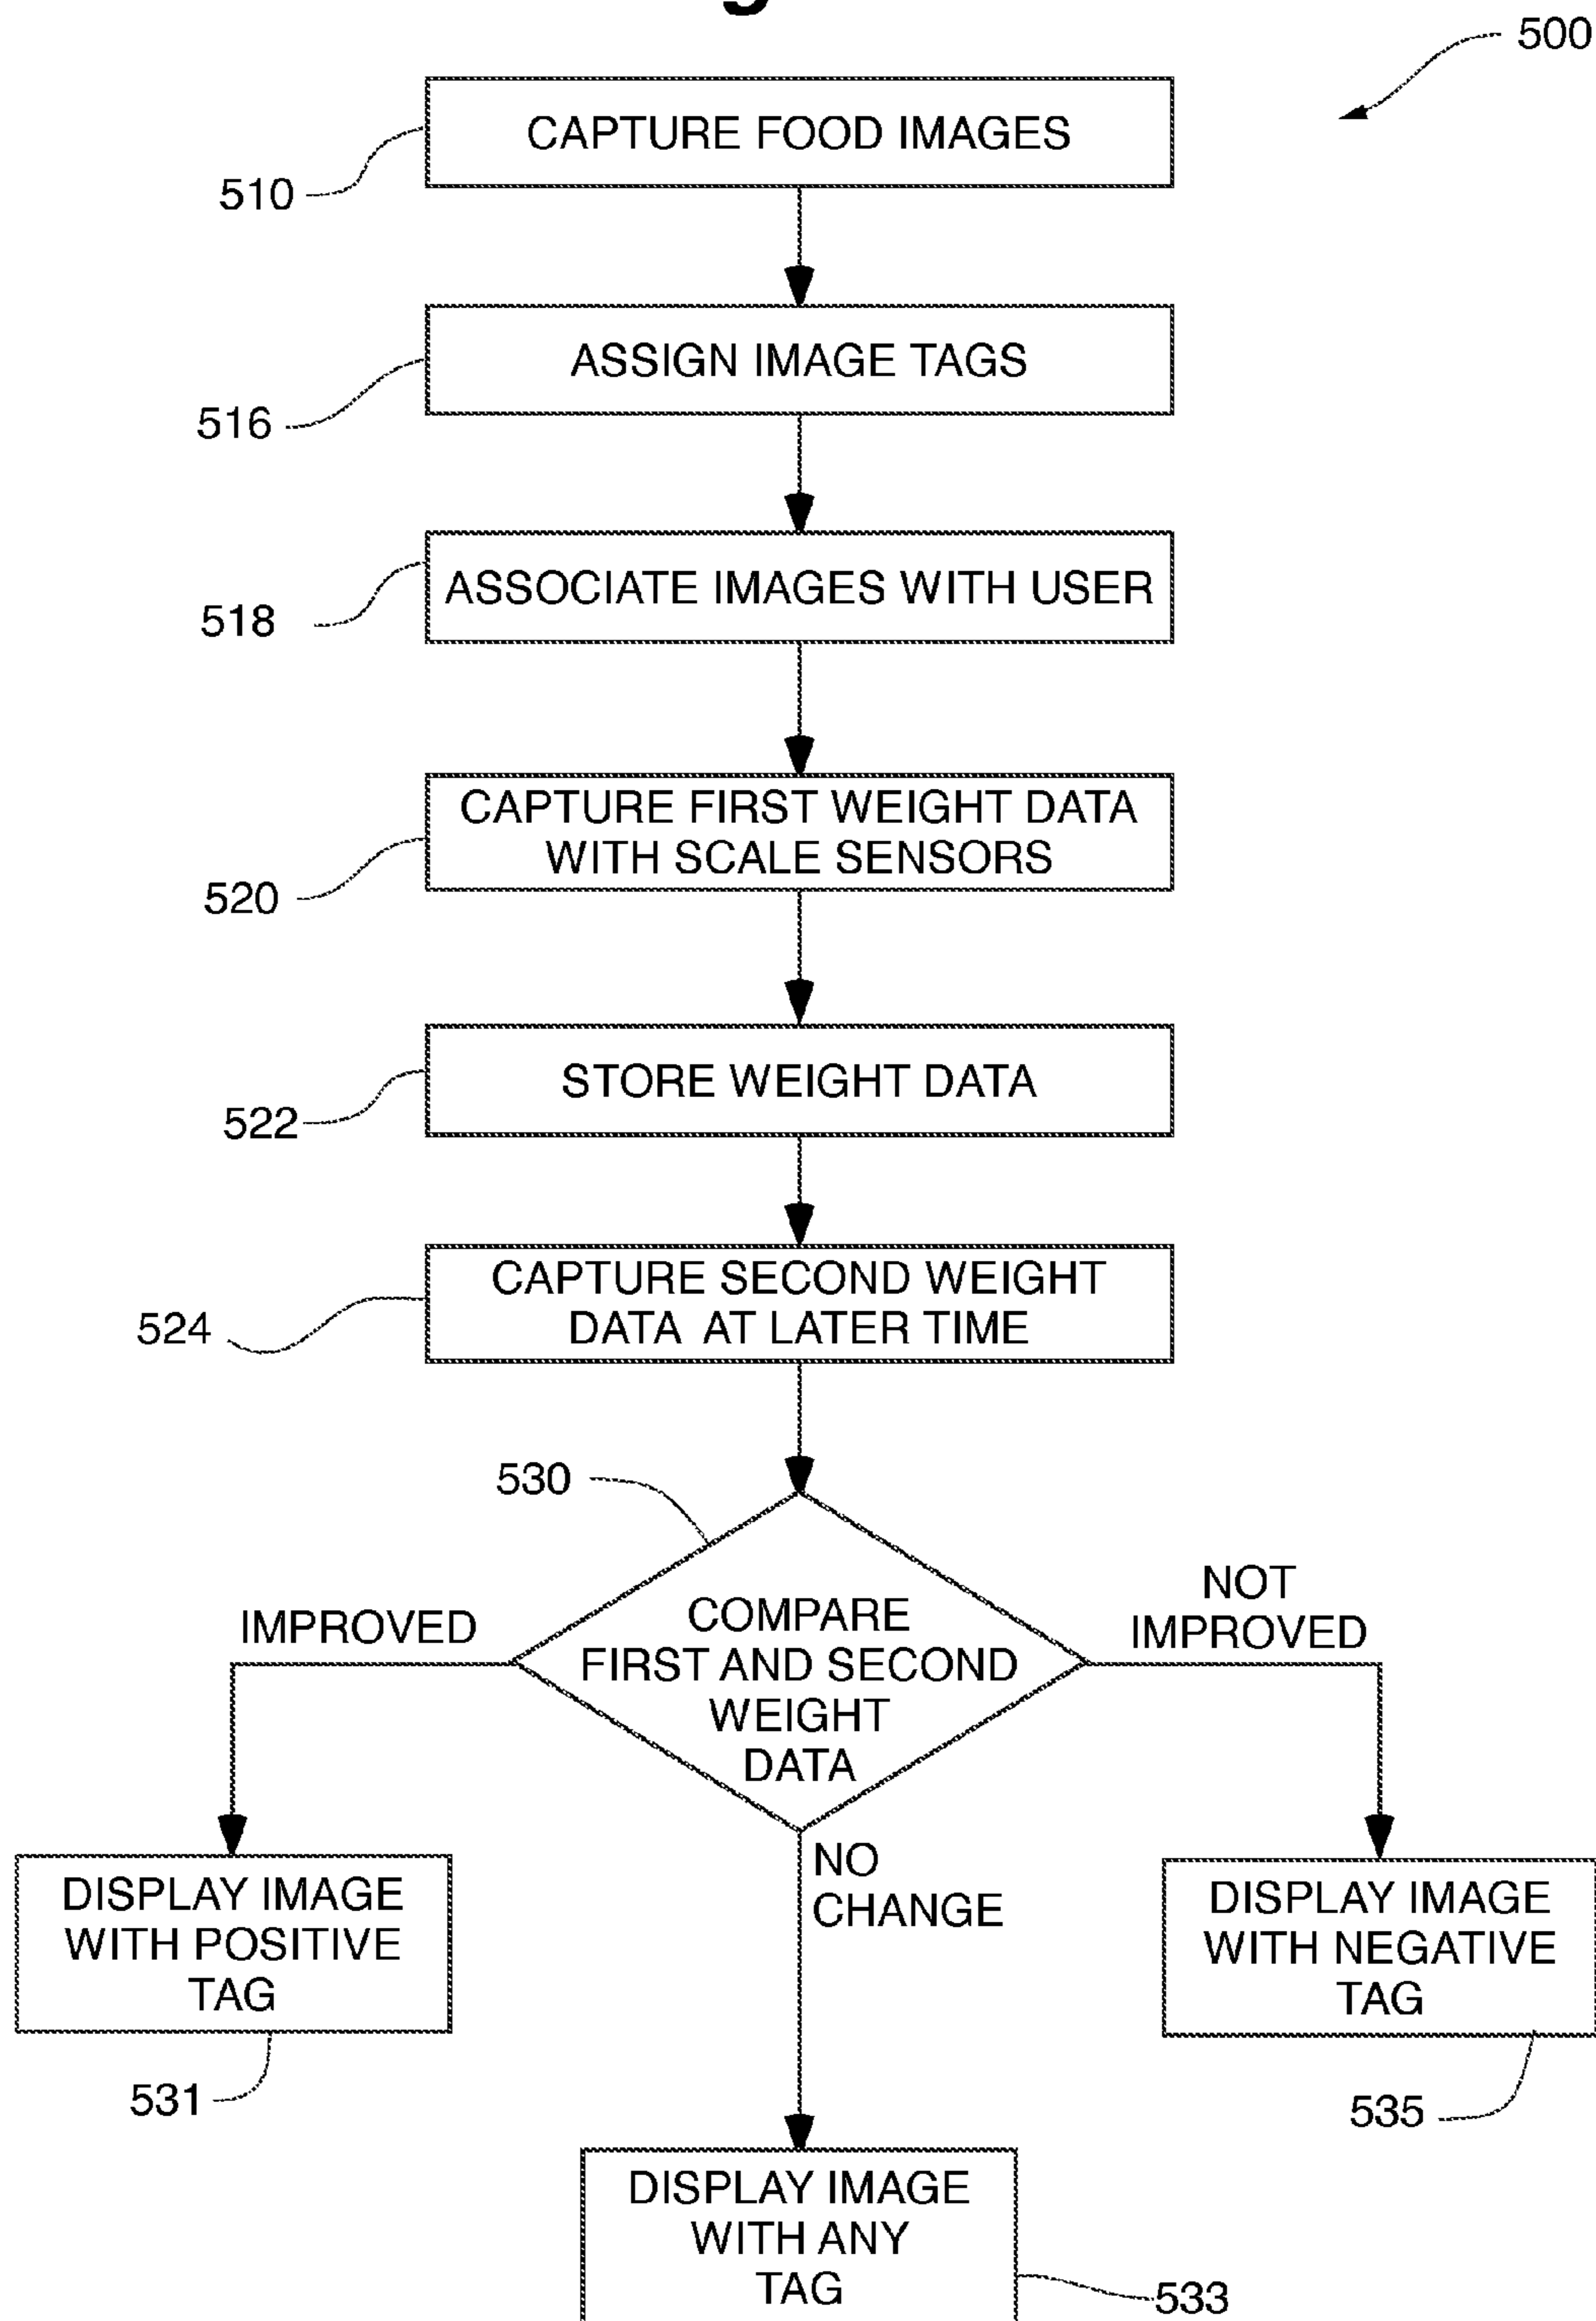 500
CAPTURE FOOD IMAGES
510
ASSIGN IMAGE TAGS
516
ASSOCIATE IMAGES WITH USER
518
CAPTURE FIRST WEIGHT DATA
WITH SCALE SENSORS
520
STORE WEIGHT DATA
522
CAPTURE SECOND WEIGHT
DATA AT LATER TIME
524
530
COMPARE
FIRST AND SECOND
WEIGHT
DATA
IMPROVED
NOT
IMPROVED
NO
CHANGE
DISPLAY IMAGE
WITH POSITIVE
TAG
531
DISPLAY IMAGE
WITH NEGATIVE
TAG
535
DISPLAY IMAGE
WITH ANY
TAG
533